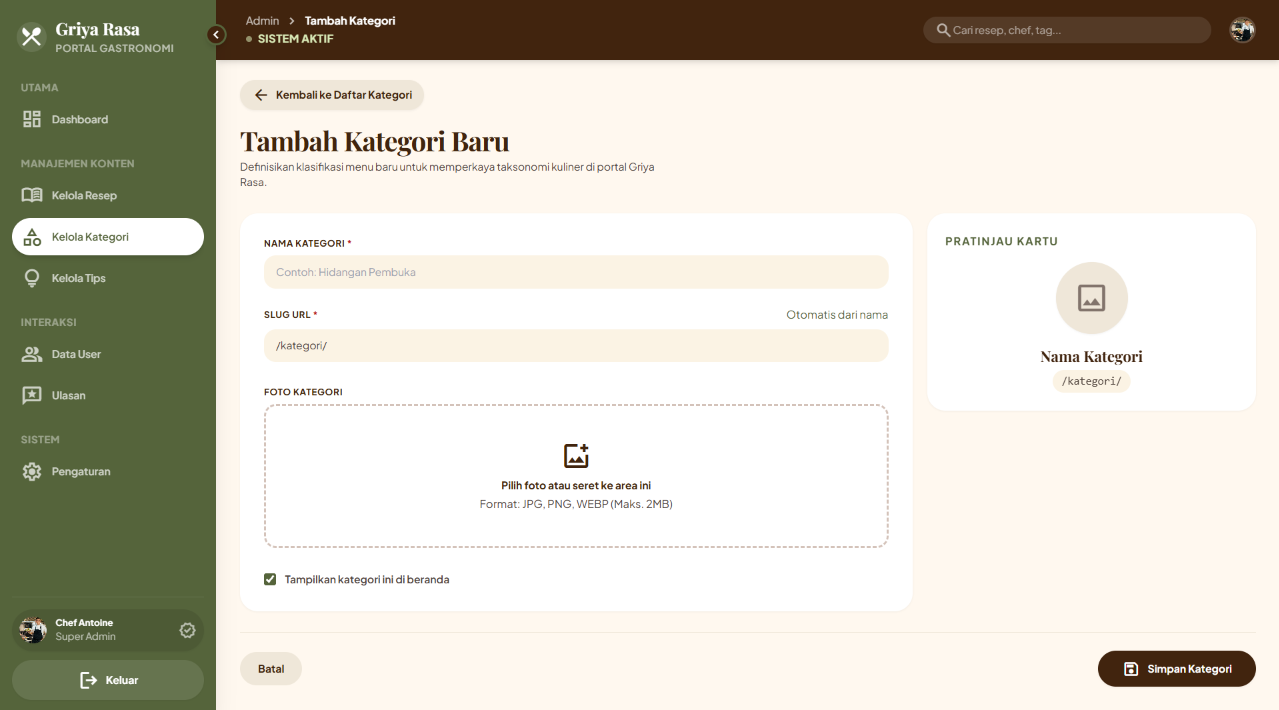 Griya Rasa
PORTAL GASTRONOMI
UTAMA
Dashboard
MANAJEMEN KONTEN
Kelola Resep
Kelola Kategori
Kelola Tips
INTERAKSI
Data User
Ulasan
SISTEM
Pengaturan
Chef Antoine
Super Admin
Keluar
Admin > Tambah Kategori
SISTEM AKTIF
Cari resep, chef, tag...
Kembali ke Daftar Kategori
Tambah Kategori Baru
Definisikan klasifikasi menu baru untuk memperkaya taksonomi kuliner di portal Griya
Rasa.
NAMA KATEGORI *
Contoh: Hidangan Pembuka
SLUG URL *
Otomatis dari nama
/kategori/
FOTO KATEGORI
Pilih foto atau seret ke area ini
Format: JPG, PNG, WEBP (Maks. 2MB)
Tampilkan kategori ini di beranda
PRATINJAU KARTU
Nama Kategori
/kategori/
Batal
Simpan Kategori